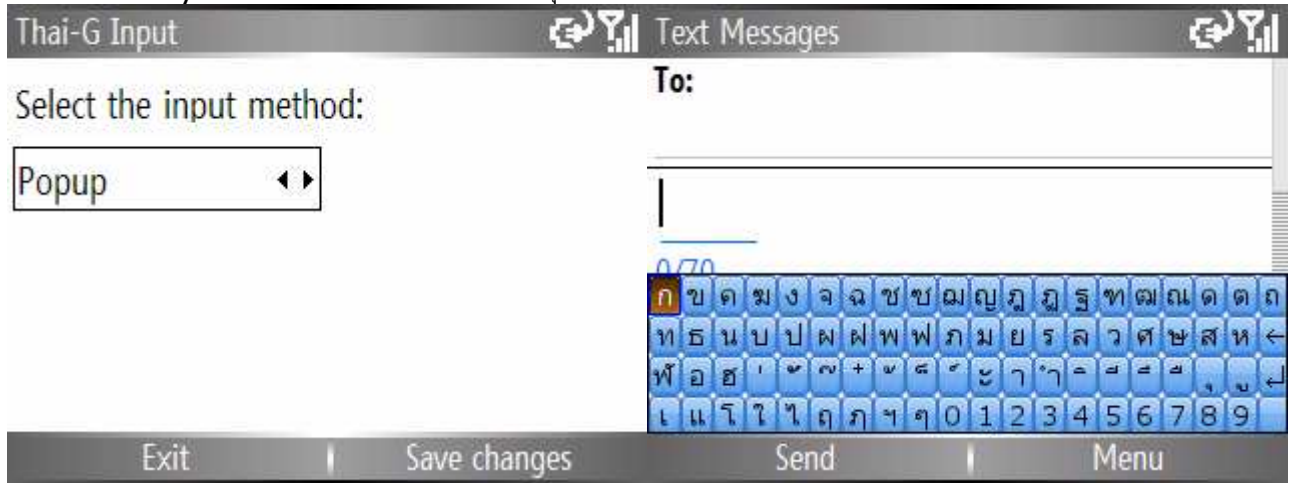 Thai-G Input
Select the input method:
Popup
Exit Save changes
Text Messages
To:
0/70
ก ข ค ฆ ง จ ฉ ช ซ ฌ ญ ฎ ฏ ฐ ฑ ฒ ณ ด ต ถ
ท ธ น บ ป ผ ฝ พ ฟ ภ ม ย ร ล ว ศ ษ ส ห ←
ฬ อ ฮ ่ ้ ๊ ๋ ั ็ ์ ะ า ำ ิ ี ึ ื ุ ู ↵
เ แ โ ใ ไ ฤ ฦ ฯ ๆ 0 1 2 3 4 5 6 7 8 9
Send Menu